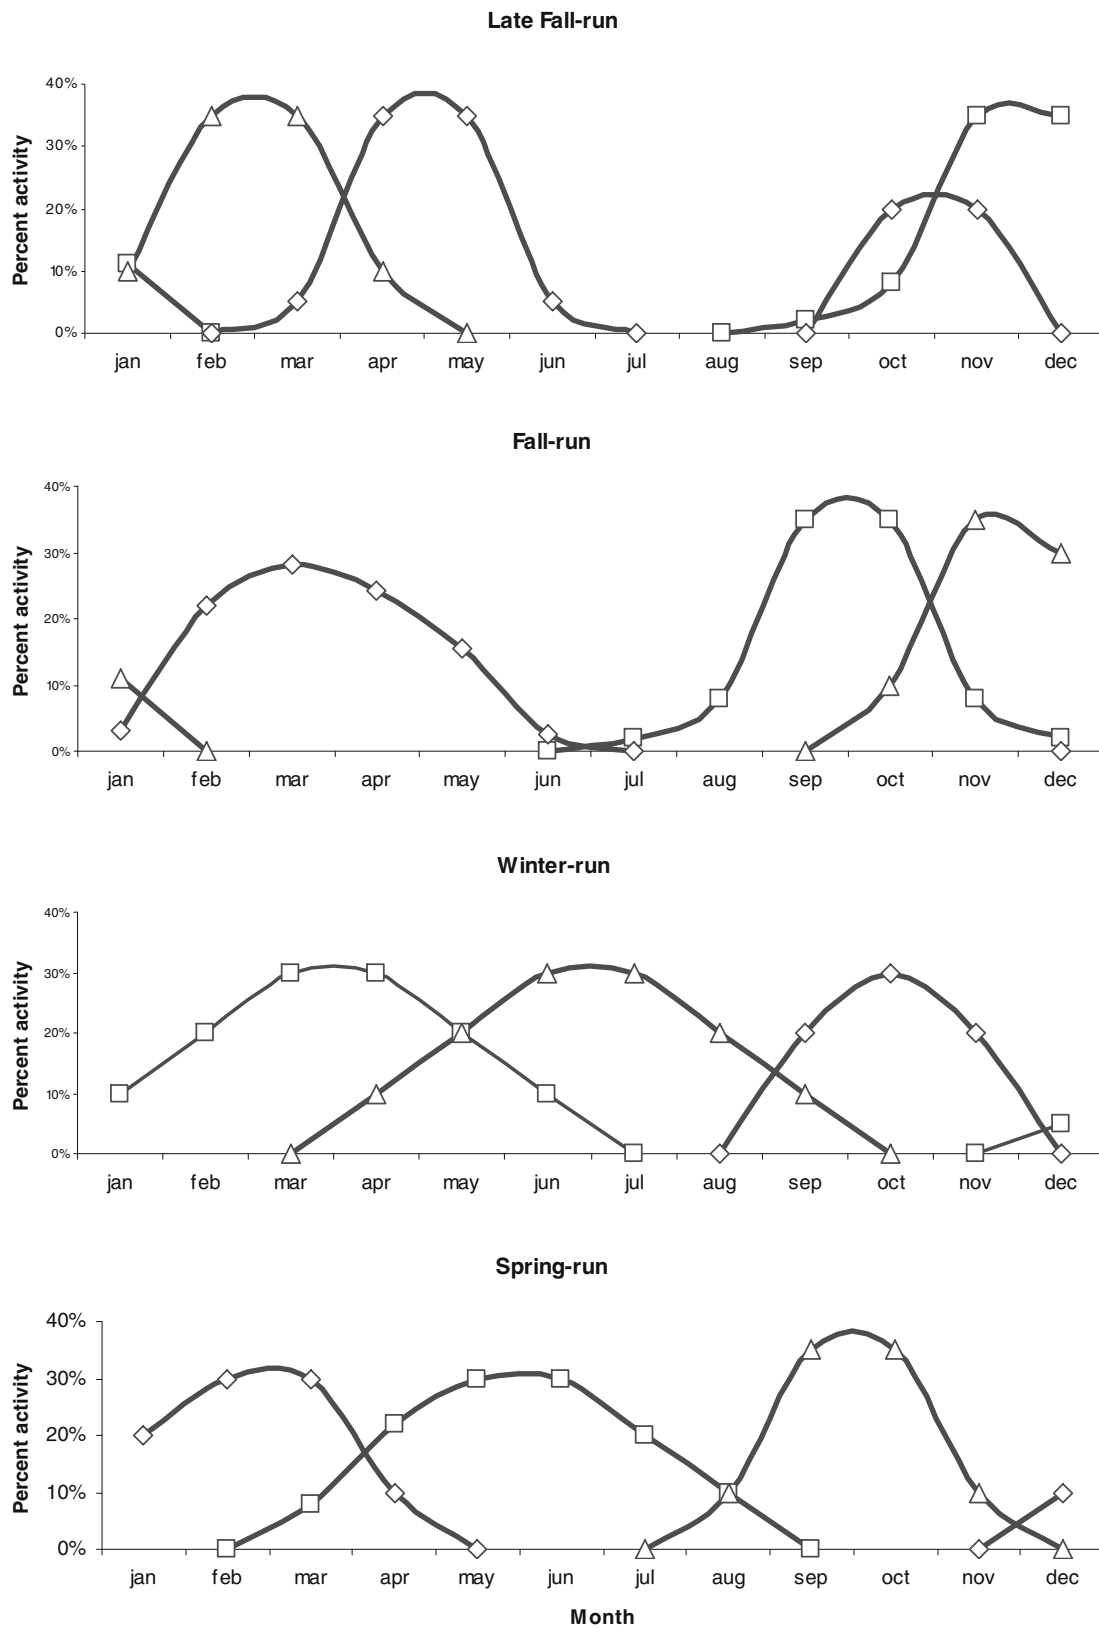 Late Fall-run
40%
30%
20%
10%
0%
Percent activity
jan feb mar apr may jun jul aug sep oct nov dec
Fall-run
40%
30%
20%
10%
0%
Percent activity
jan feb mar apr may jun jul aug sep oct nov dec
Winter-run
40%
30%
20%
10%
0%
Percent activity
jan feb mar apr may jun jul aug sep oct nov dec
Spring-run
40%
30%
20%
10%
0%
Percent activity
jan feb mar apr may jun jul aug sep oct nov dec
Month